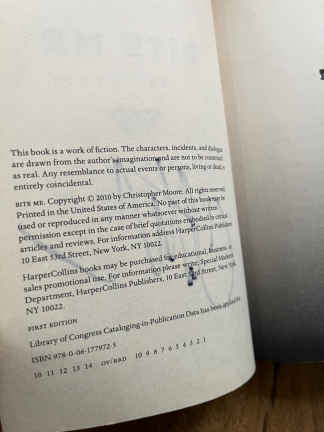 This book is a work of fiction. The characters, incidents, and dialogue
are drawn from the author's imagination and are not to be construed
as real. Any resemblance to actual events or persons, living or dead, is
entirely coincidental.
BITE ME. Copyright © 2010 by Christopher Moore. All rights reserved.
Printed in the United States of America. No part of this book may be
used or reproduced in any manner whatsoever without written
permission except in the case of brief quotations embodied in critical
articles and reviews. For information address HarperCollins Publishers,
10 East 53rd Street, New York, NY 10022.
HarperCollins books may be purchased for educational, business, or
sales promotional use. For information please write: Special Markets
Department, HarperCollins Publishers, 10 East 53rd Street, New York,
NY 10022.
FIRST EDITION
Library of Congress Cataloging-in-Publication Data has been applied for.
ISBN 978-0-06-177972-5
10 11 12 13 14 OV/RRD 10 9 8 7 6 5 4 3 2 1